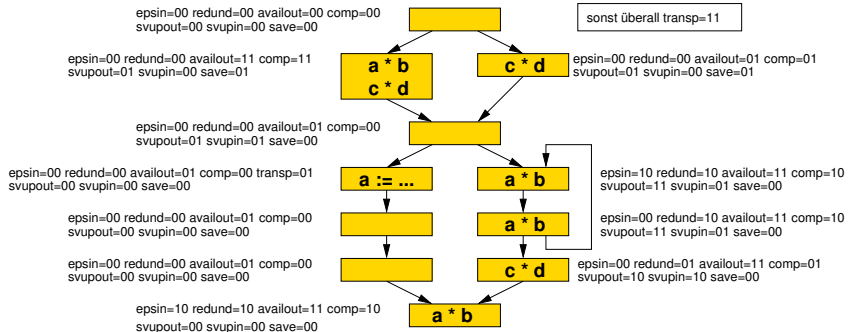 epsin=00 redund=00 availout=00 comp=00
svupout=00 svupin=00 save=00
sonst überall transp=11
epsin=00 redund=00 availout=11 comp=11
svupout=01 svupin=00 save=01
a * b
c * d
c * d
epsin=00 redund=00 availout=01 comp=01
svupout=01 svupin=00 save=01
epsin=00 redund=00 availout=01 comp=00
svupout=01 svupin=01 save=00
epsin=00 redund=00 availout=01 comp=00 transp=01
svupout=00 svupin=00 save=00
a := ...
a * b
epsin=10 redund=10 availout=11 comp=10
svupout=11 svupin=01 save=00
epsin=00 redund=00 availout=01 comp=00
svupout=00 svupin=00 save=00
a * b
epsin=00 redund=10 availout=11 comp=10
svupout=11 svupin=01 save=00
epsin=00 redund=00 availout=01 comp=00
svupout=00 svupin=00 save=00
c * d
epsin=00 redund=01 availout=11 comp=01
svupout=10 svupin=10 save=00
epsin=10 redund=10 availout=11 comp=10
svupout=00 svupin=00 save=00
a * b